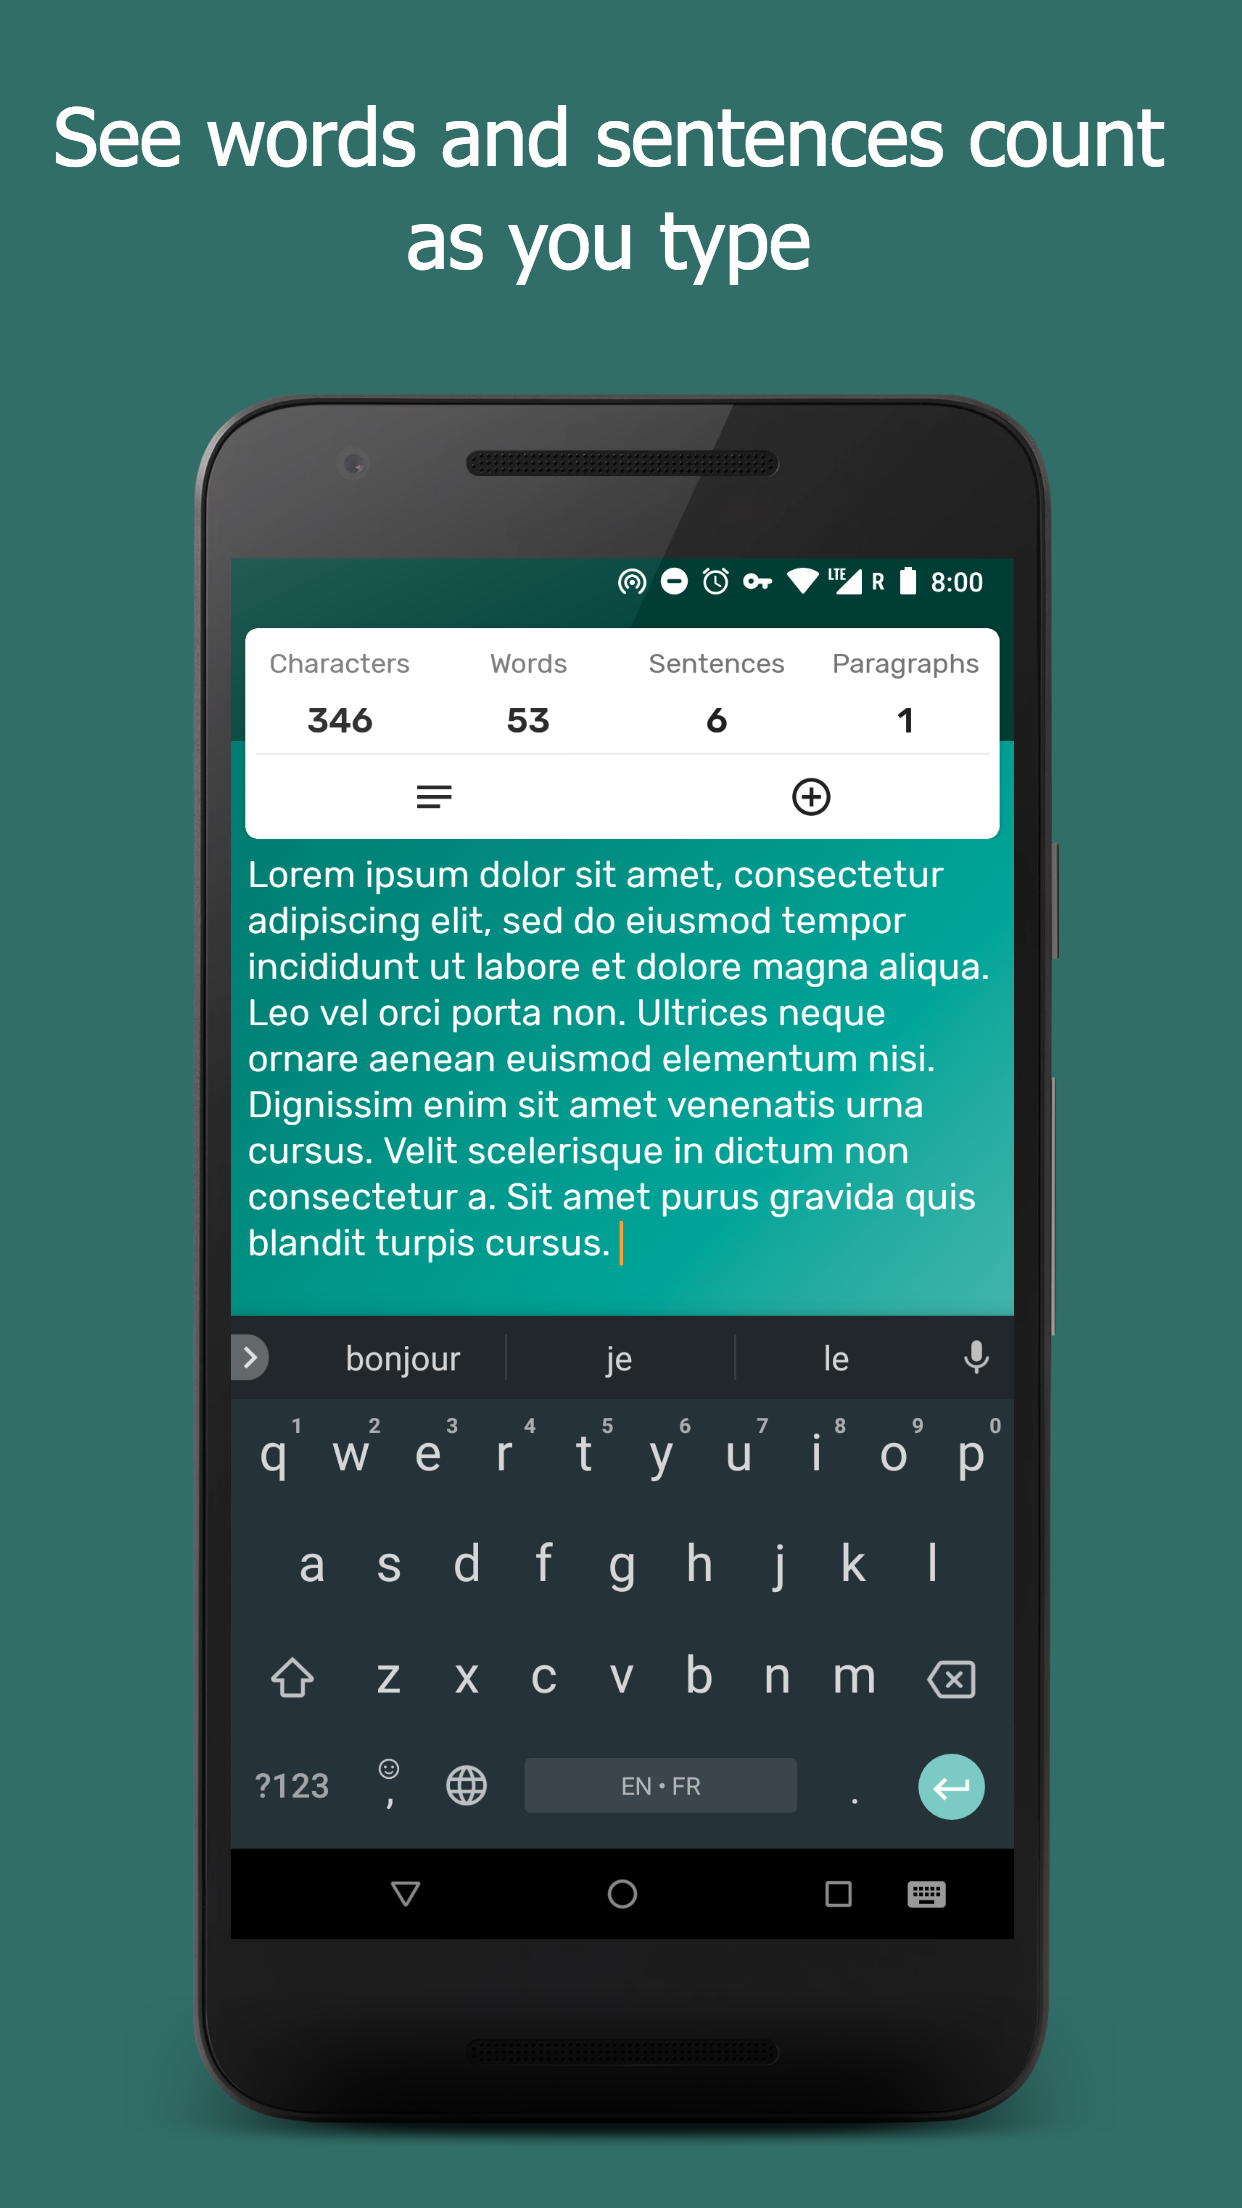 See words and sentences count
as you type
LTE R 8:00
Characters Words Sentences Paragraphs
346 53 6 1
Lorem ipsum dolor sit amet, consectetur
adipiscing elit, sed do eiusmod tempor
incididunt ut labore et dolore magna aliqua.
Leo vel orci porta non. Ultrices neque
ornare aenean euismod elementum nisi.
Dignissim enim sit amet venenatis urna
cursus. Velit scelerisque in dictum non
consectetur a. Sit amet purus gravida quis
blandit turpis cursus.
bonjour je le
1 2 3 4 5 6 7 8 9 0
q w e r t y u i o p
a s d f g h j k l
z x c v b n m
?123 , EN • FR .